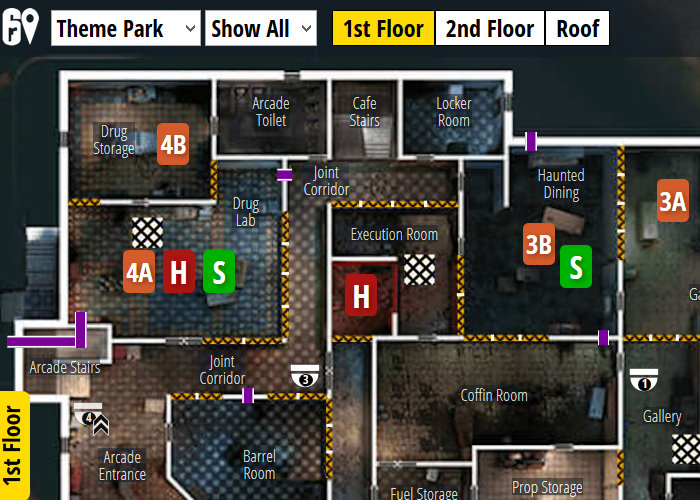 Theme Park
Show All
1st Floor
2nd Floor
Roof
Arcade
Toilet
Cafe
Stairs
Locker
Room
Drug
Storage
4B
Joint
Corridor
Haunted
Dining
3A
Drug
Lab
Execution Room
3B
S
4A
H
S
H
Ga
Arcade Stairs
Joint
Corridor
3
1
Coffin Room
Gallery
4
1st Floor
Arcade
Entrance
Barrel
Room
Fuel Storage
Prop Storage